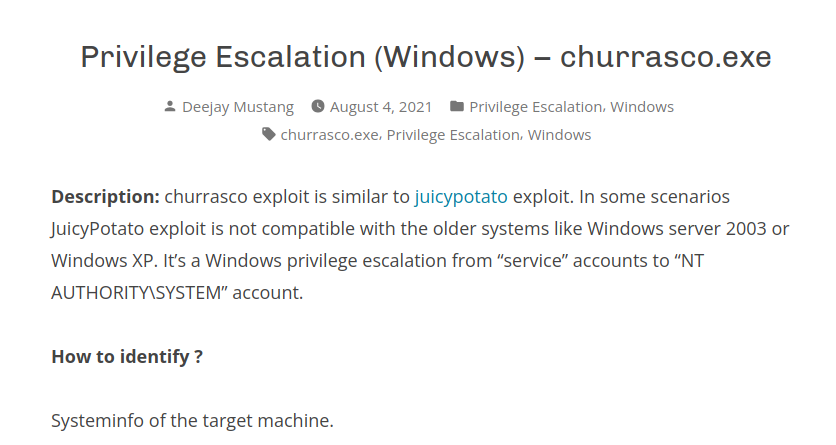 Privilege Escalation (Windows) – churrasco.exe
Deejay Mustang August 4, 2021 Privilege Escalation, Windows
churrasco.exe, Privilege Escalation, Windows
Description: churrasco exploit is similar to juicypotato exploit. In some scenarios
JuicyPotato exploit is not compatible with the older systems like Windows server 2003 or
Windows XP. It’s a Windows privilege escalation from “service” accounts to “NT
AUTHORITY\SYSTEM” account.
How to identify ?
Systeminfo of the target machine.